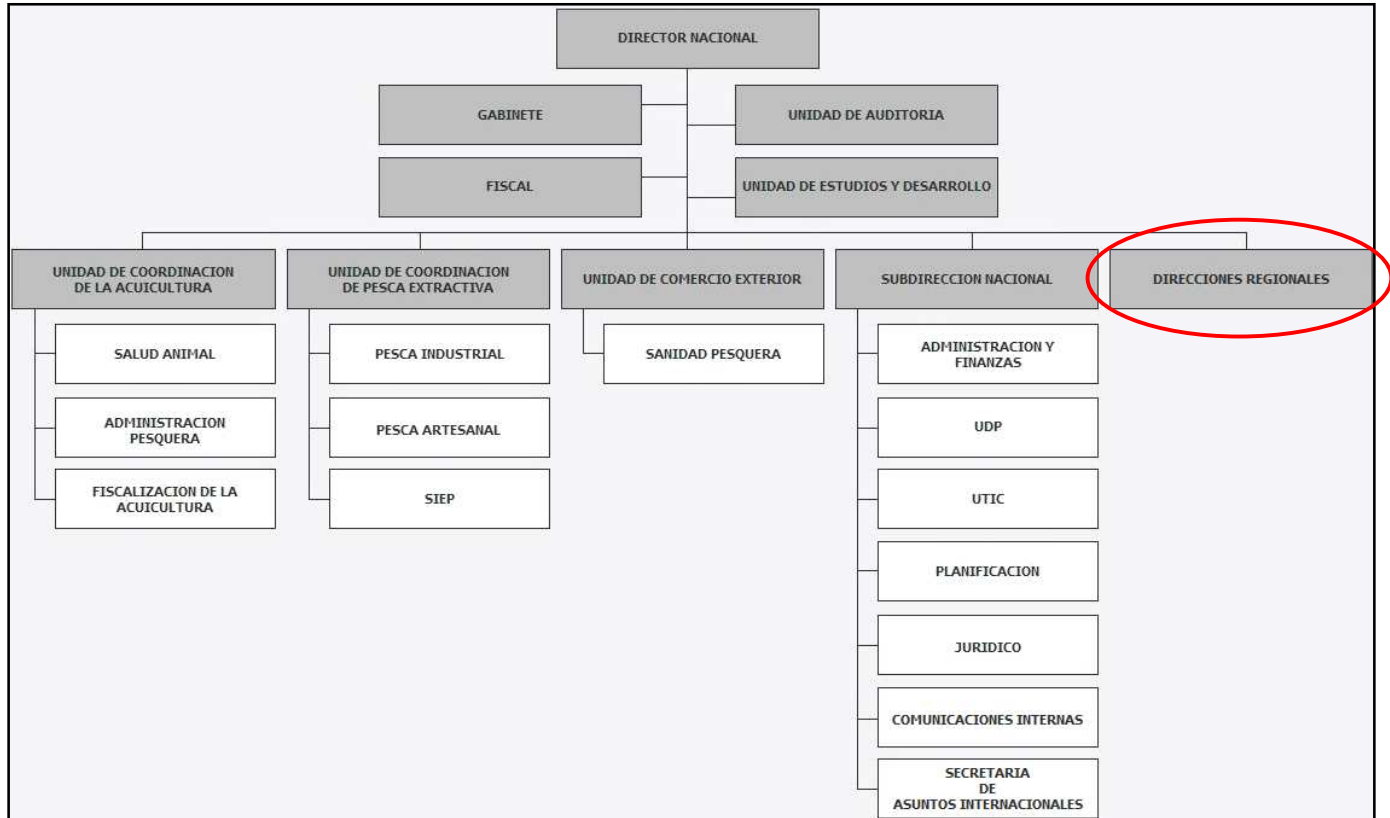 DIRECTOR NACIONAL
GABINETE
UNIDAD DE AUDITORIA
FISCAL
UNIDAD DE ESTUDIOS Y DESARROLLO
UNIDAD DE COORDINACION
DE LA ACUICULTURA
UNIDAD DE COORDINACION
DE PESCA EXTRACTIVA
UNIDAD DE COMERCIO EXTERIOR
SUBDIRECCION NACIONAL
DIRECCIONES REGIONALES
SALUD ANIMAL
ADMINISTRACION
PESQUERA
FISCALIZACION DE LA
ACUICULTURA
PESCA INDUSTRIAL
PESCA ARTESANAL
SIEP
SANIDAD PESQUERA
ADMINISTRACION Y
FINANZAS
UDP
UTIC
PLANIFICACION
JURIDICO
COMUNICACIONES INTERNAS
SECRETARIA
DE
ASUNTOS INTERNACIONALES